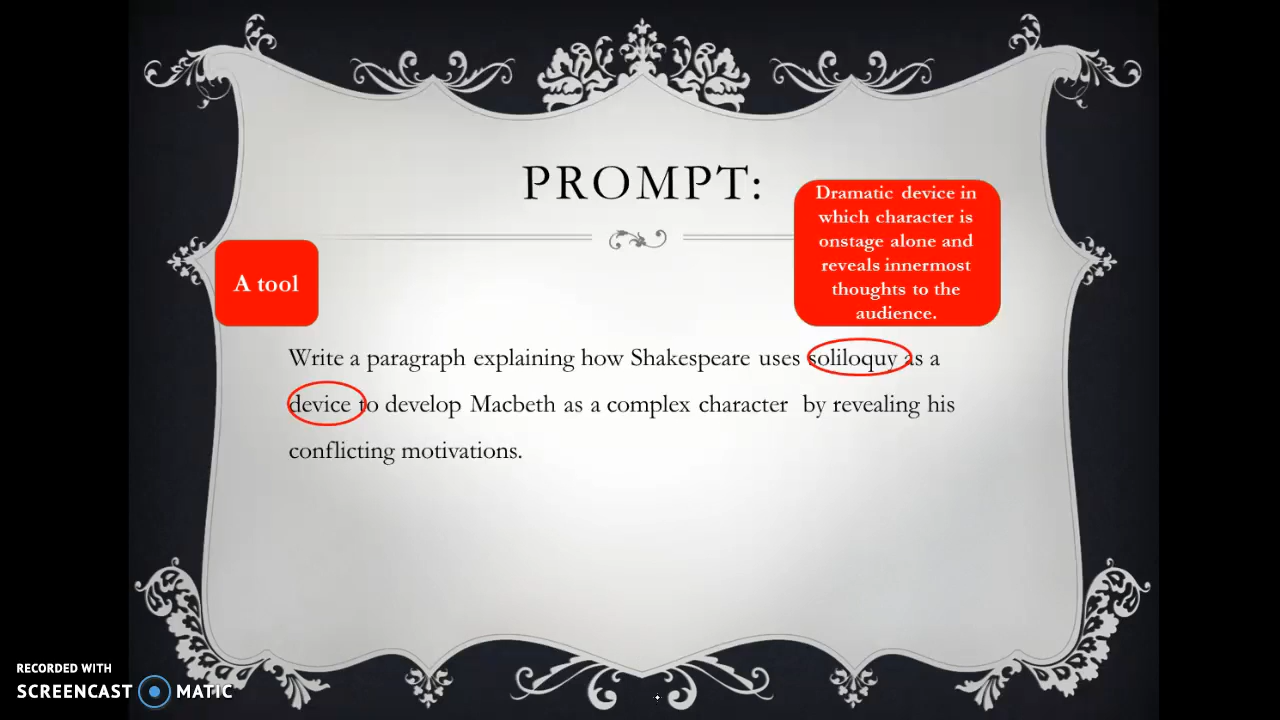 PROMPT:
Dramatic device in
which character is
onstage alone and
reveals innermost
thoughts to the
audience.
A tool
Write a paragraph explaining how Shakespeare uses soliloquy as a
device to develop Macbeth as a complex character by revealing his
conflicting motivations.
RECORDED WITH
SCREENCAST MATIC